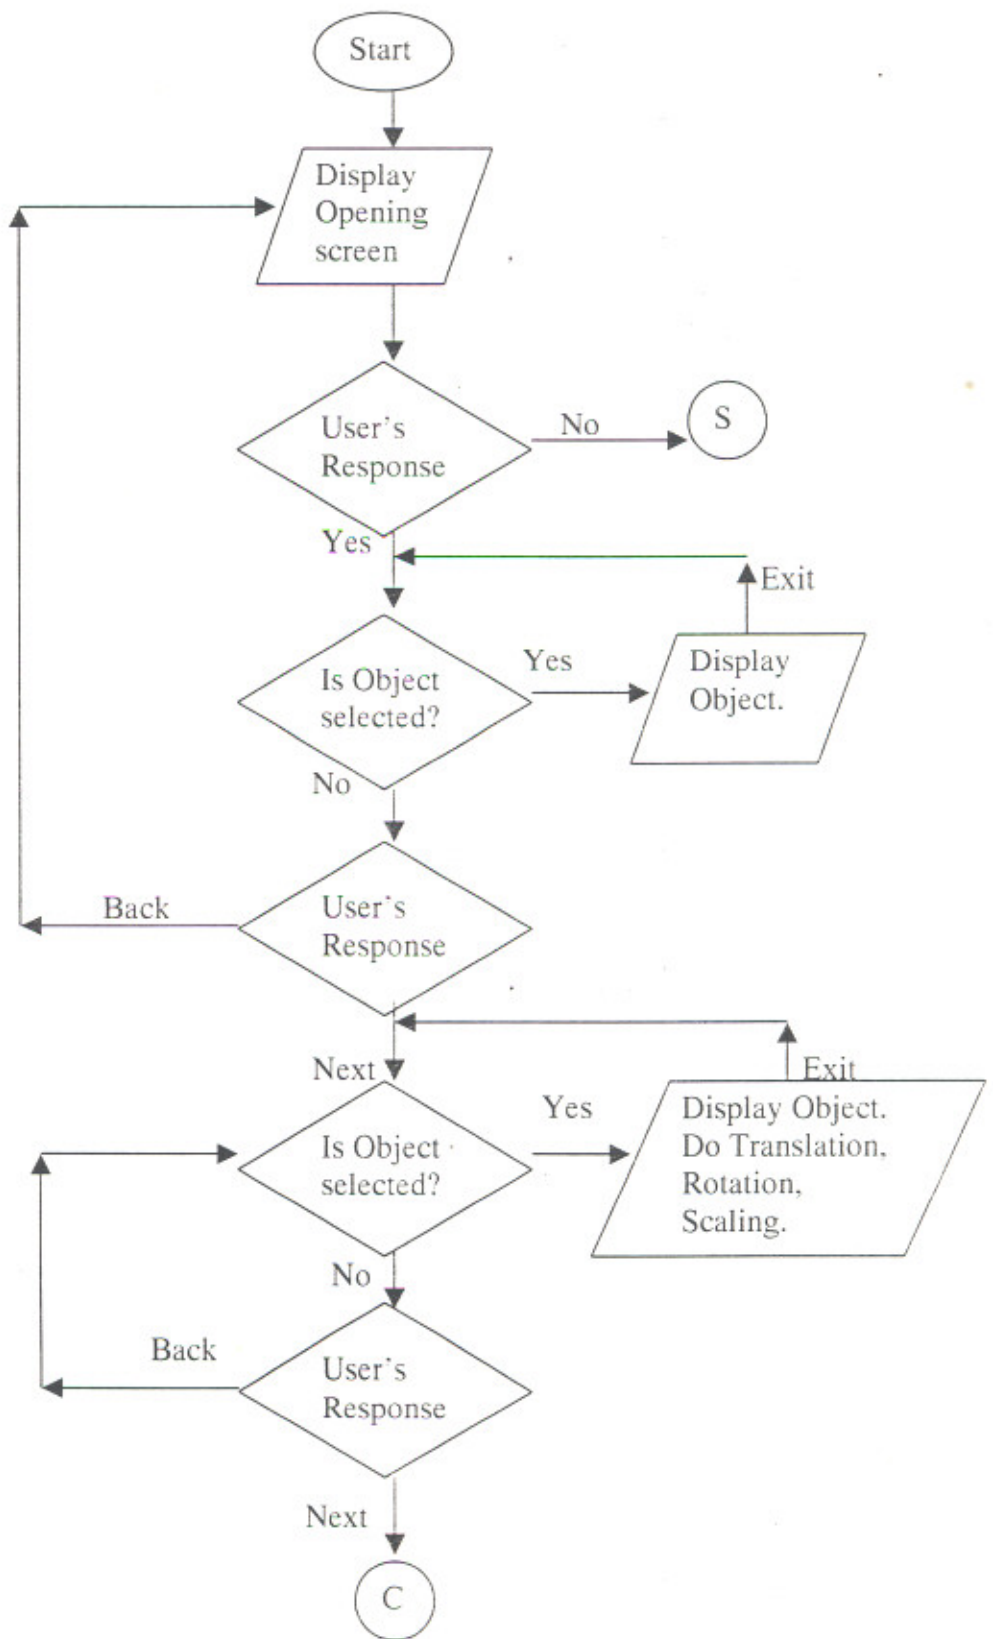 Start
Display
Opening
screen
User's
Response
No
S
Yes
Exit
Is Object
selected?
Yes
Display
Object.
No
User's
Response
Back
Next
Exit
Is Object
selected?
Yes
Display Object.
Do Translation,
Rotation,
Scaling.
No
User's
Response
Back
Next
C